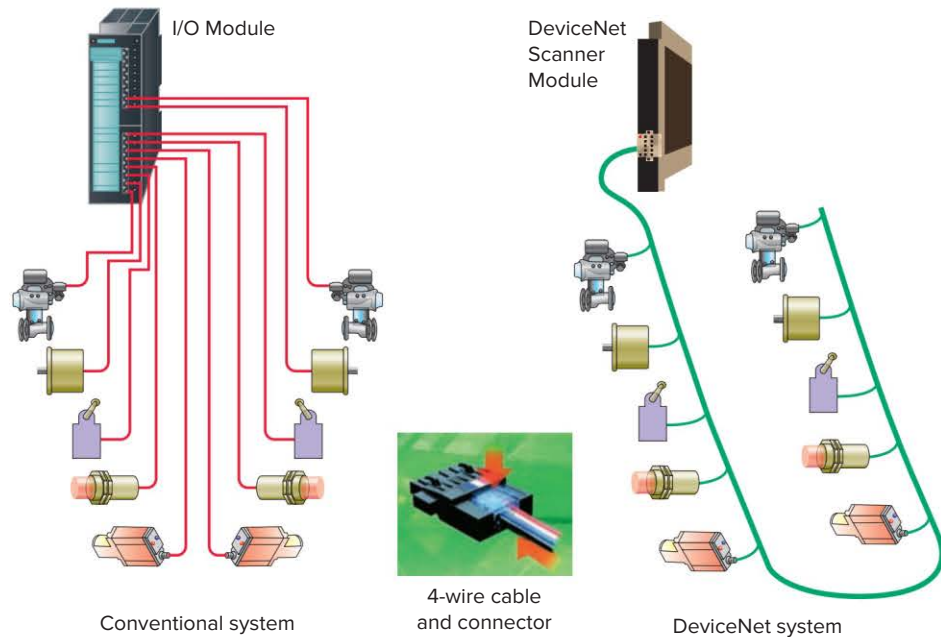 I/O Module
DeviceNet
Scanner
Module
4-wire cable
and connector
Conventional system
DeviceNet system